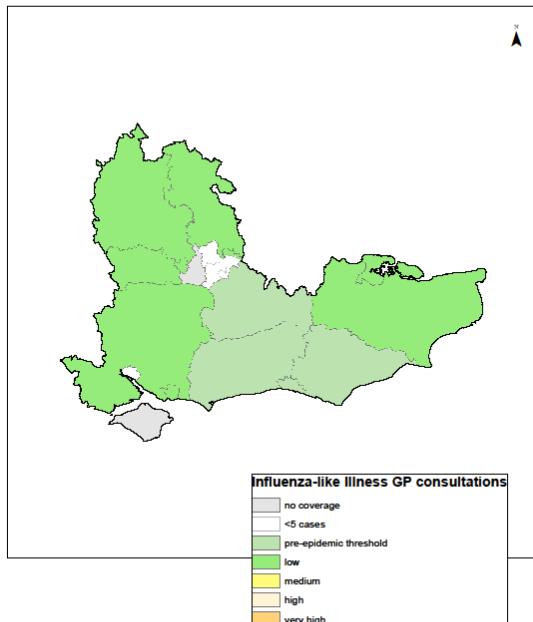 N
Influenza-like Illness GP consultations
no coverage
<5 cases
pre-epidemic threshold
low
medium
high
very high